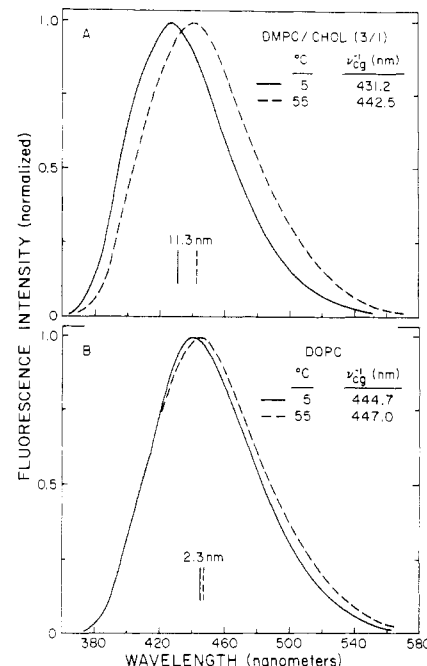 A
DMPC/CHOL (3/1)
°C ν̄cg⁻¹ (nm)
5 431.2
55 442.5
1.0
0.5
0
11.3 nm
B
DOPC
°C ν̄cg⁻¹ (nm)
5 444.7
55 447.0
1.0
0.5
0
2.3 nm
380 420 460 500 540 580
WAVELENGTH (nanometers)
FLUORESCENCE INTENSITY (normalized)